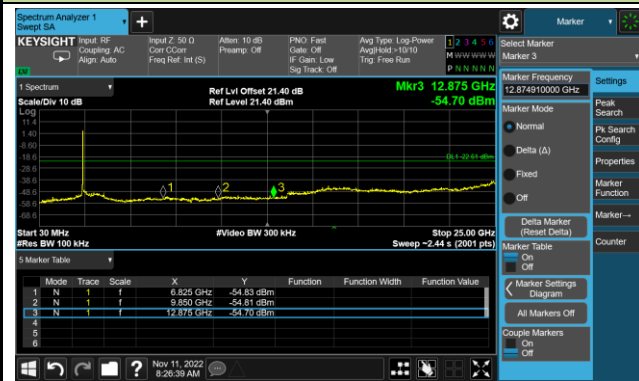 Spectrum Analyzer 1
Swept SA
KEYSIGHT Input: RF
Coupling: AC
Align: Auto
Input Z: 50 Ω
Corr CCorr
Freq Ref: Int (S)
Atten: 10 dB
Preamp: Off
PNO: Fast
Gate: Off
IF Gain: Low
Sig Track: Off
Avg Type: Log-Power
Avg|Hold:>10/10
Trig: Free Run
1 2 3 4 5 6
M W W W W W
P N N N N N
1 Spectrum
Scale/Div 10 dB
Ref Lvl Offset 21.40 dB
Ref Level 21.40 dBm
Mkr3 12.875 GHz
-54.70 dBm
Log
11.4
1.40
-8.60
-18.6
-28.6
-38.6
-48.6
-58.6
-68.6
DL1 -22.61 dBm
1
2
3
Start 30 MHz
#Res BW 100 kHz
#Video BW 300 kHz
Stop 25.00 GHz
Sweep ~2.44 s (2001 pts)
5 Marker Table
Mode Trace Scale X Y Function Function Width Function Value
1 N 1 f 6.825 GHz -54.83 dBm
2 N 1 f 9.850 GHz -54.81 dBm
3 N 1 f 12.875 GHz -54.70 dBm
4
5
6
Nov 11, 2022
8:26:39 AM
Marker
Select Marker
Marker 3
Marker Frequency
12.874910000 GHz
Marker Mode
Normal
Delta (Δ)
Fixed
Off
Delta Marker
(Reset Delta)
Marker Table
On
Off
Marker Settings
Diagram
All Markers Off
Couple Markers
On
Off
Settings
Peak
Search
Pk Search
Config
Properties
Marker
Function
Marker→
Counter